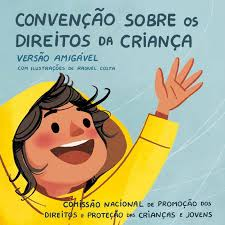 CONVENÇÃO SOBRE OS
DIREITOS DA CRIANÇA
VERSÃO AMIGÁVEL
COM ILUSTRAÇÕES DE RAQUEL COSTA
COMISSÃO NACIONAL DE PROMOÇÃO DOS
DIREITOS E PROTEÇÃO DAS CRIANÇAS E JOVENS